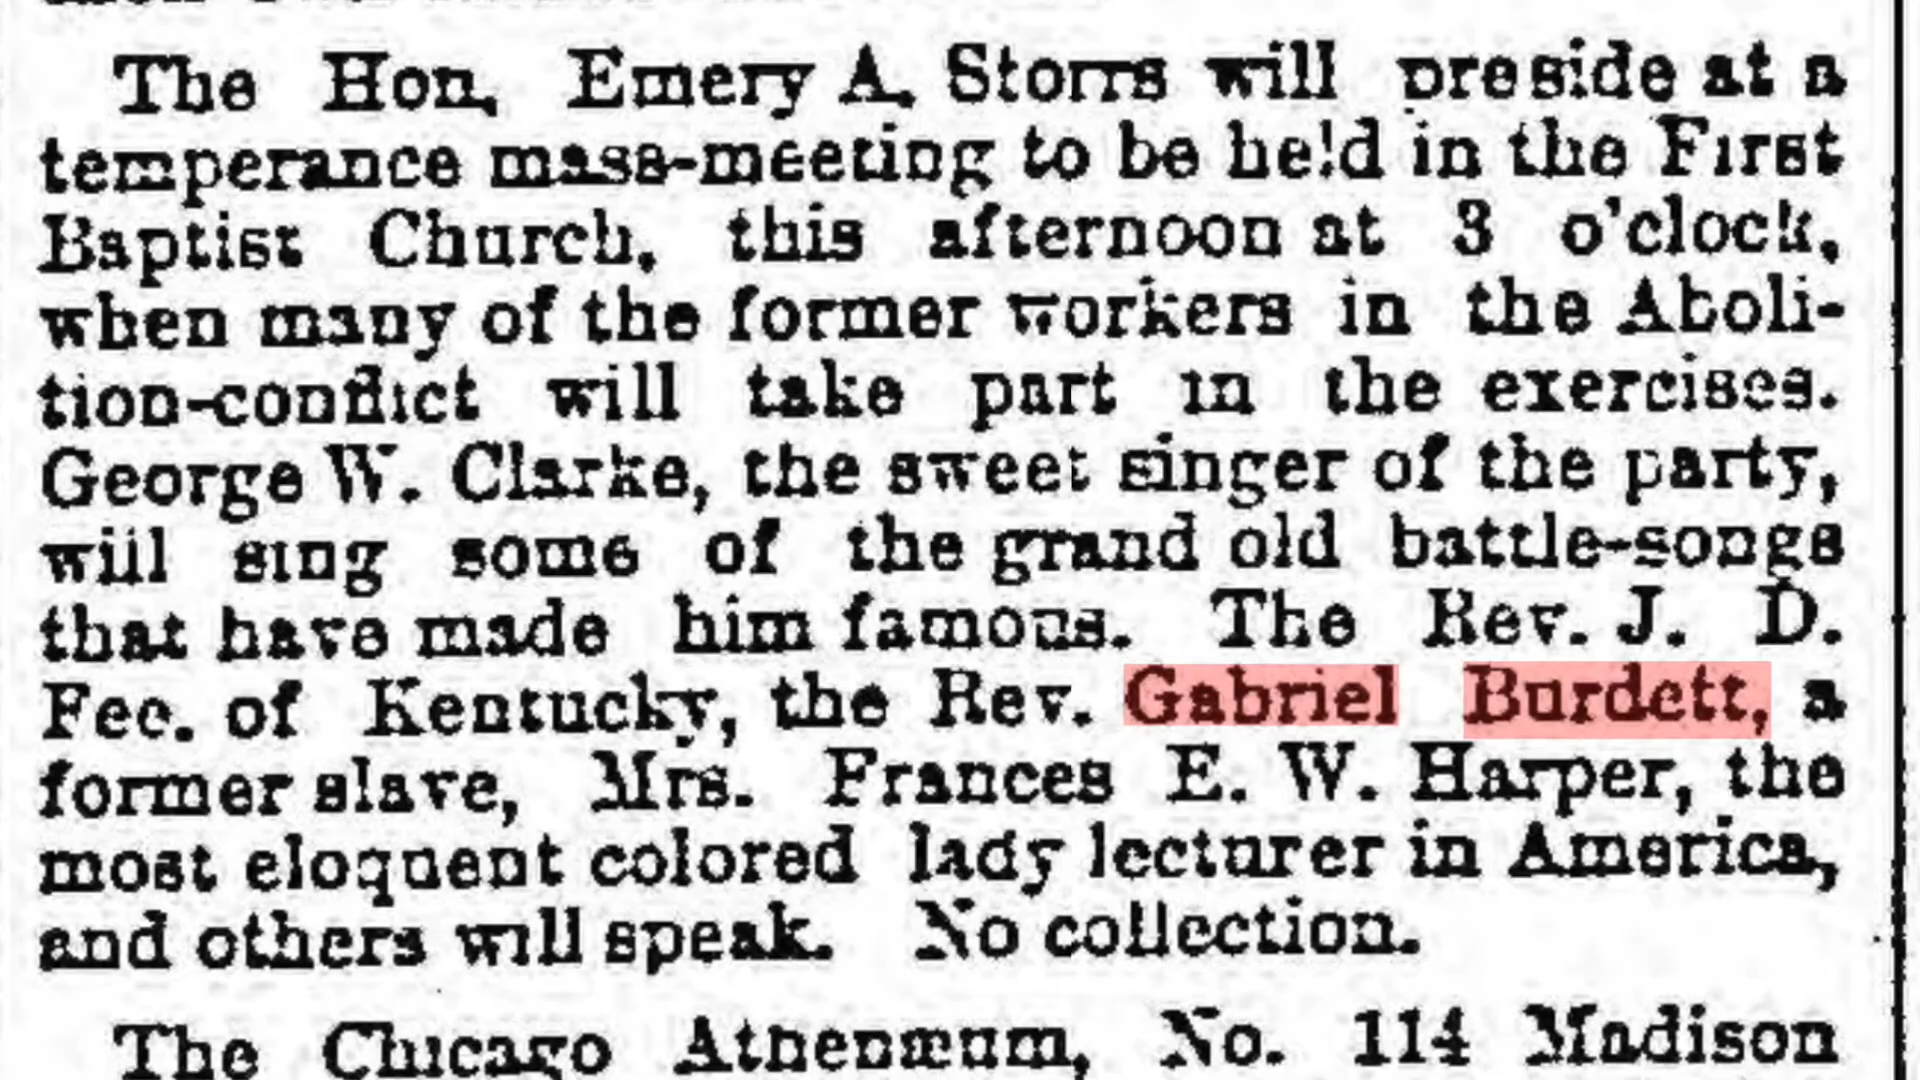 The Hon. Emery A. Storrs will preside at a
temperance mass-meeting to be held in the First
Baptist Church, this afternoon at 3 o'clock,
when many of the former workers in the Aboli-
tion-conflict will take part in the exercises.
George W. Clarke, the sweet singer of the party,
will sing some of the grand old battle-songs
that have made him famous. The Rev. J. D.
Fee. of Kentucky, the Rev. Gabriel Burdett, a
former slave, Mrs. Frances E. W. Harper, the
most eloquent colored lady lecturer in America,
and others will speak. No collection.
The Chicago Athenæum, No. 114 Madison